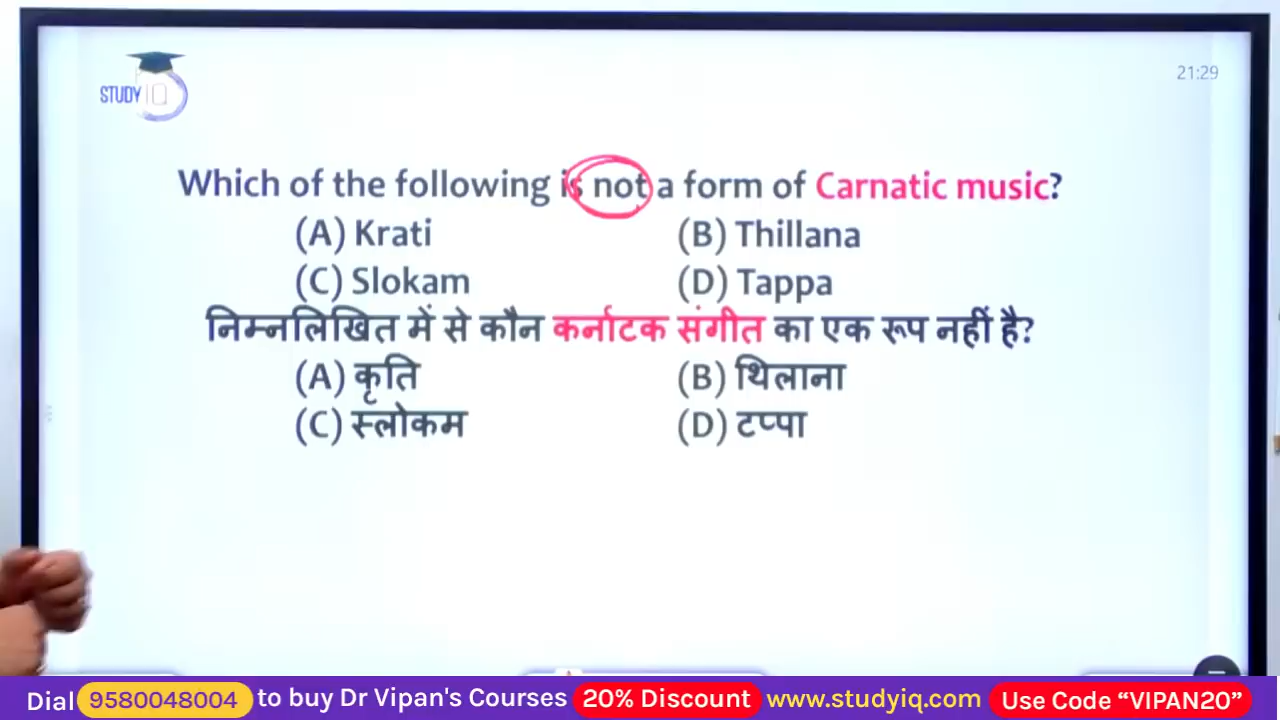 STUDY IQ
21:29
Which of the following is not a form of Carnatic music?
(A) Krati (B) Thillana
(C) Slokam (D) Tappa
निम्नलिखित में से कौन कर्नाटक संगीत का एक रूप नहीं है?
(A) कृति (B) थिलाना
(C) स्लोकम (D) टप्पा
Dial 9580048004 to buy Dr Vipan's Courses 20% Discount www.studyiq.com Use Code “VIPAN20”